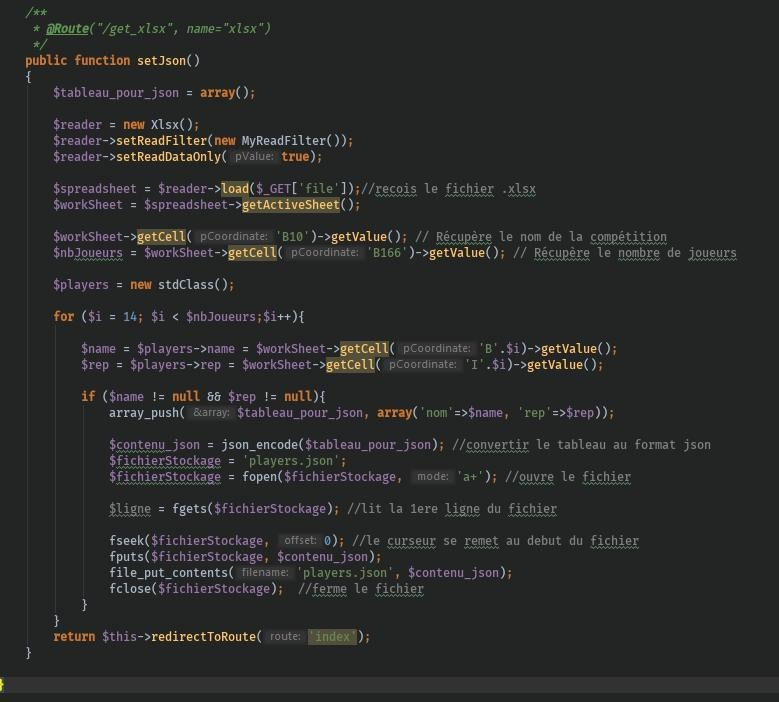 /**
 * @Route("/get_xlsx", name="xlsx")
 */
public function setJson()
{
    $tableau_pour_json = array();

    $reader = new Xlsx();
    $reader->setReadFilter(new MyReadFilter());
    $reader->setReadDataOnly( pValue: true);

    $spreadsheet = $reader->load($_GET['file']);//recois le fichier .xlsx
    $workSheet = $spreadsheet->getActiveSheet();

    $workSheet->getCell( pCoordinate: 'B10')->getValue(); // Récupère le nom de la compétition
    $nbJoueurs = $workSheet->getCell( pCoordinate: 'B166')->getValue(); // Récupère le nombre de joueurs

    $players = new stdClass();

    for ($i = 14; $i < $nbJoueurs;$i++){

        $name = $players->name = $workSheet->getCell( pCoordinate: 'B'.$i)->getValue();
        $rep = $players->rep = $workSheet->getCell( pCoordinate: 'I'.$i)->getValue();

        if ($name != null && $rep != null){
            array_push( &array: $tableau_pour_json, array('nom'=>$name, 'rep'=>$rep));

            $contenu_json = json_encode($tableau_pour_json); //convertir le tableau au format json
            $fichierStockage = 'players.json';
            $fichierStockage = fopen($fichierStockage, mode: 'a+'); //ouvre le fichier

            $ligne = fgets($fichierStockage); //lit la 1ere ligne du fichier

            fseek($fichierStockage, offset: 0); //le curseur se remet au debut du fichier
            fputs($fichierStockage, $contenu_json);
            file_put_contents( filename: 'players.json', $contenu_json);
            fclose($fichierStockage);  //ferme le fichier
        }
    }
    return $this->redirectToRoute( route: 'index');
}

}